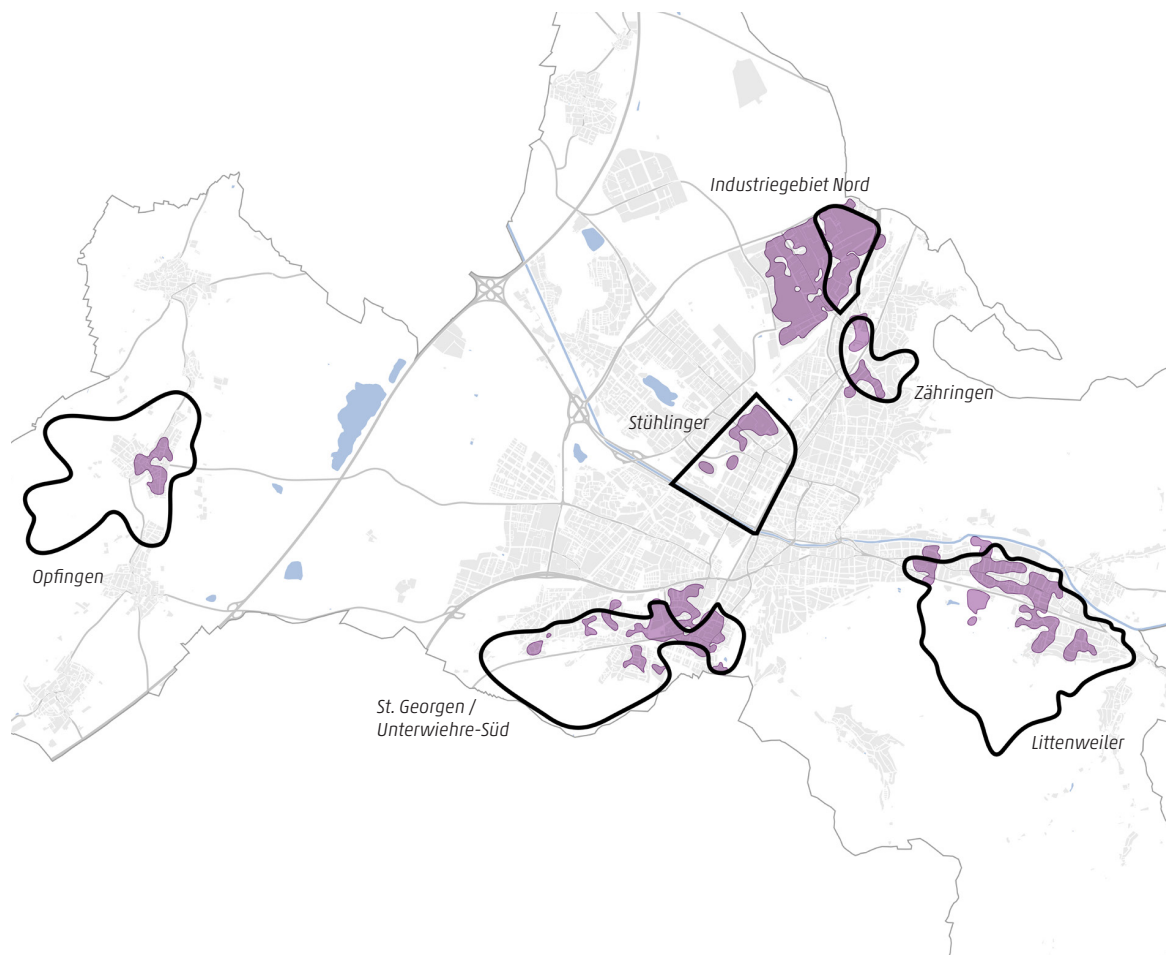 Industriegebiet Nord
Zähringen
Stühlinger
Opfingen
St. Georgen /
Unterwiehre-Süd
Littenweiler